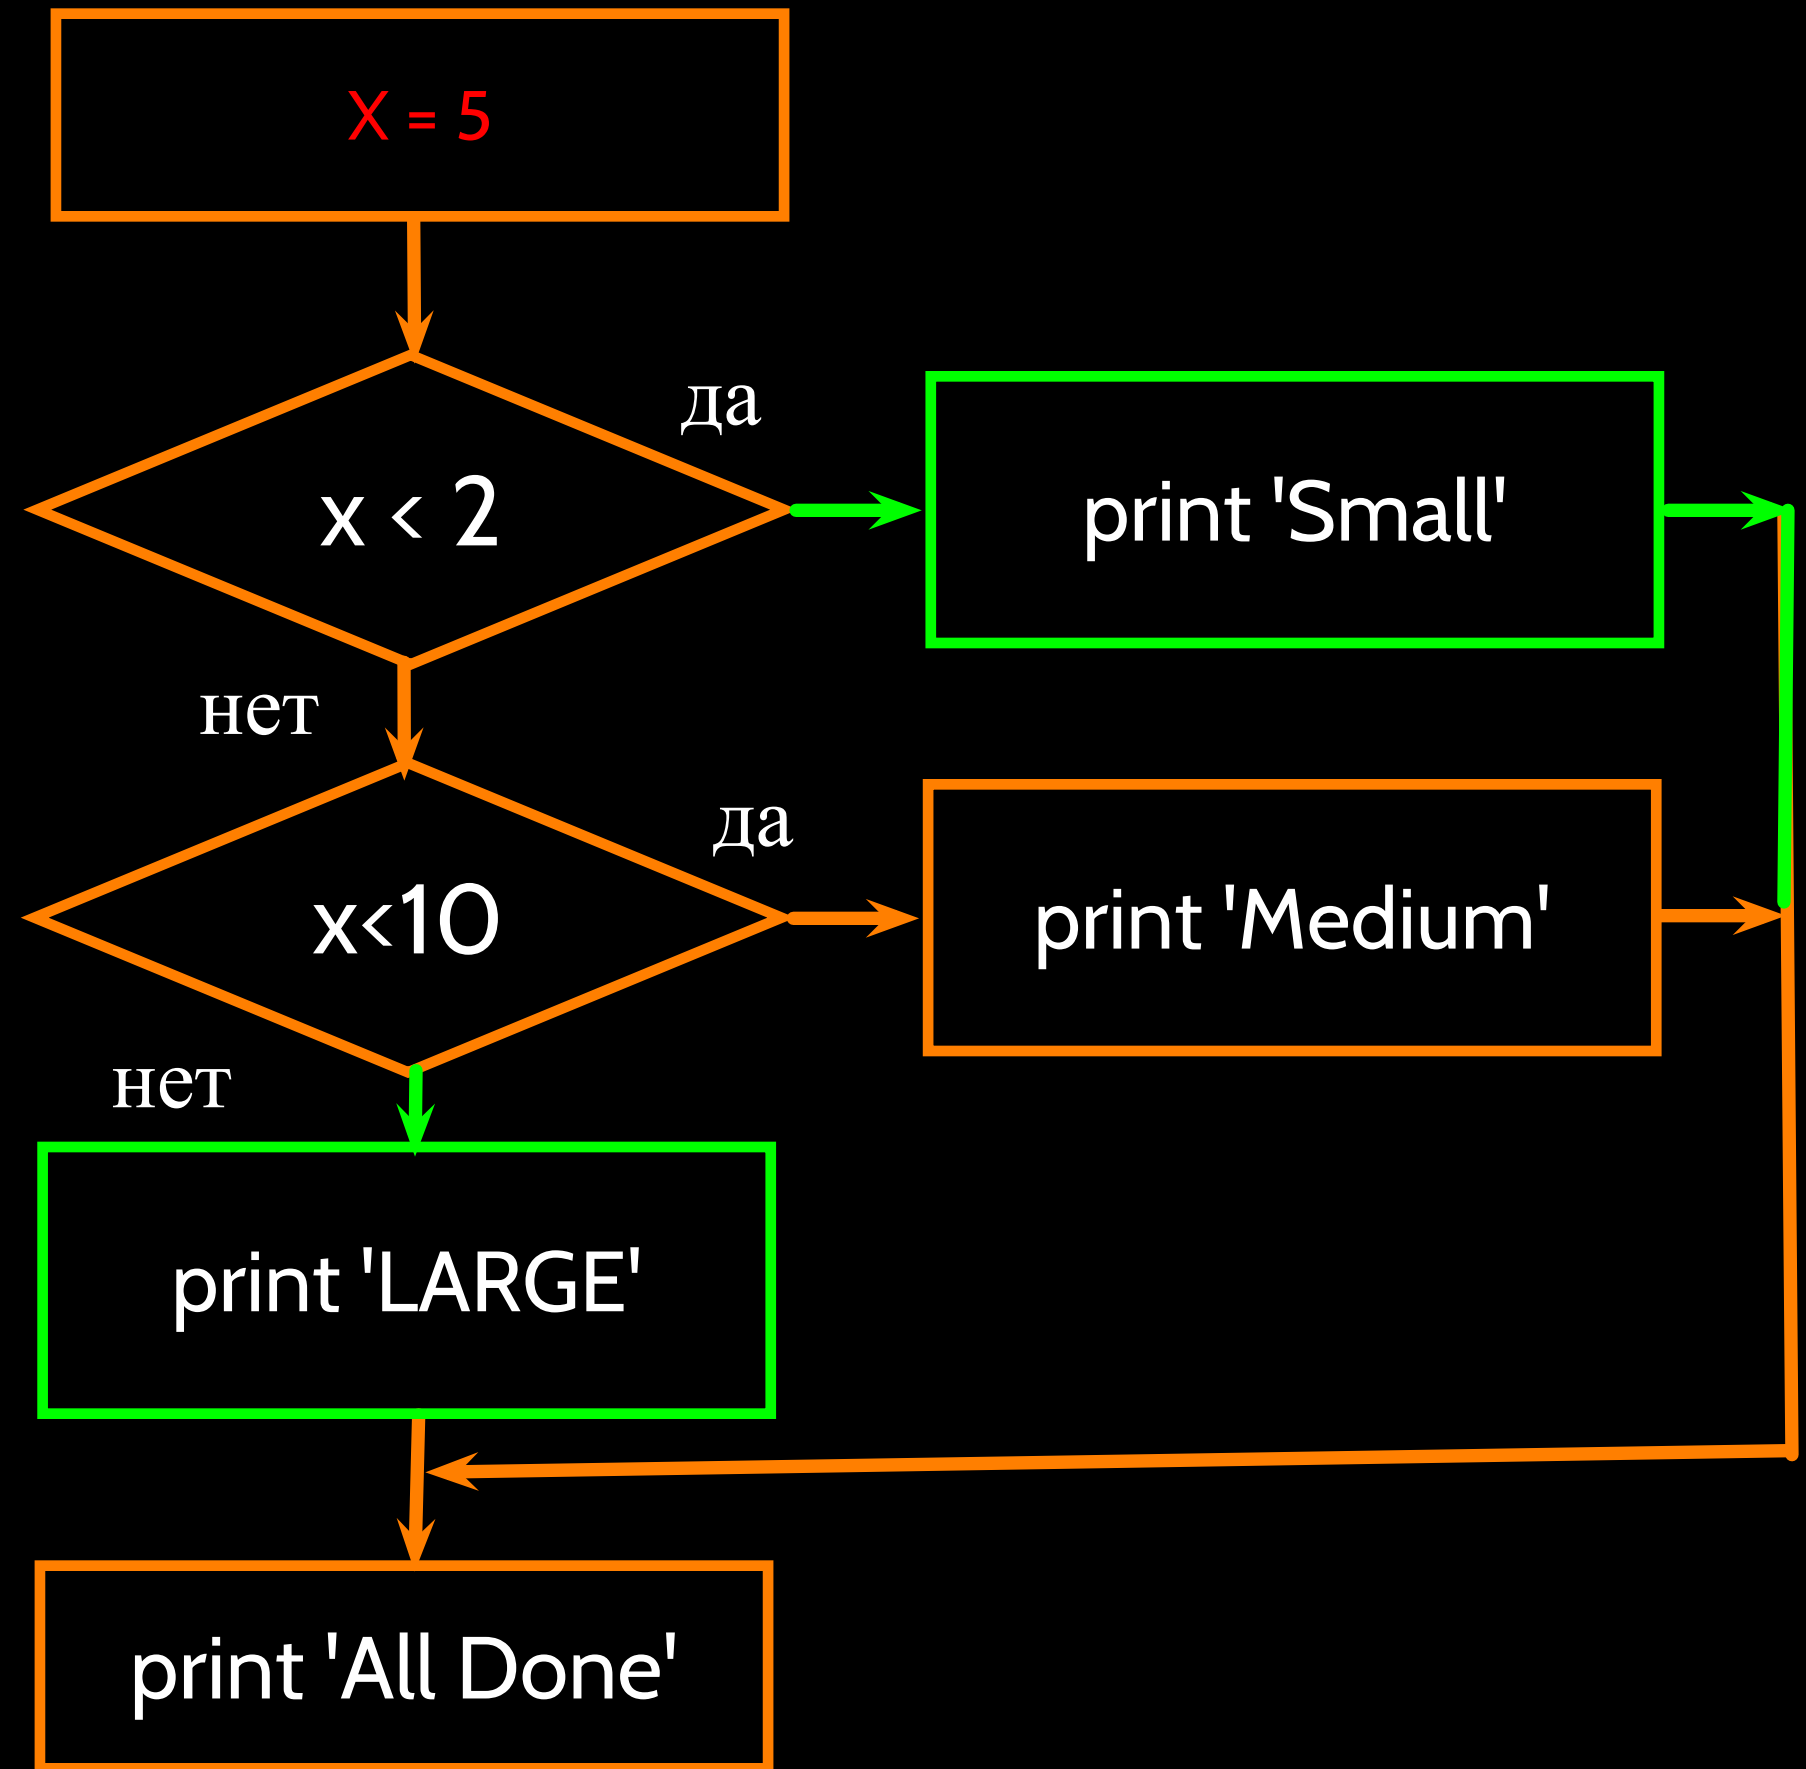 X = 5
да
x < 2
print 'Small'
нет
да
x<10
print 'Medium'
нет
print 'LARGE'
print 'All Done'